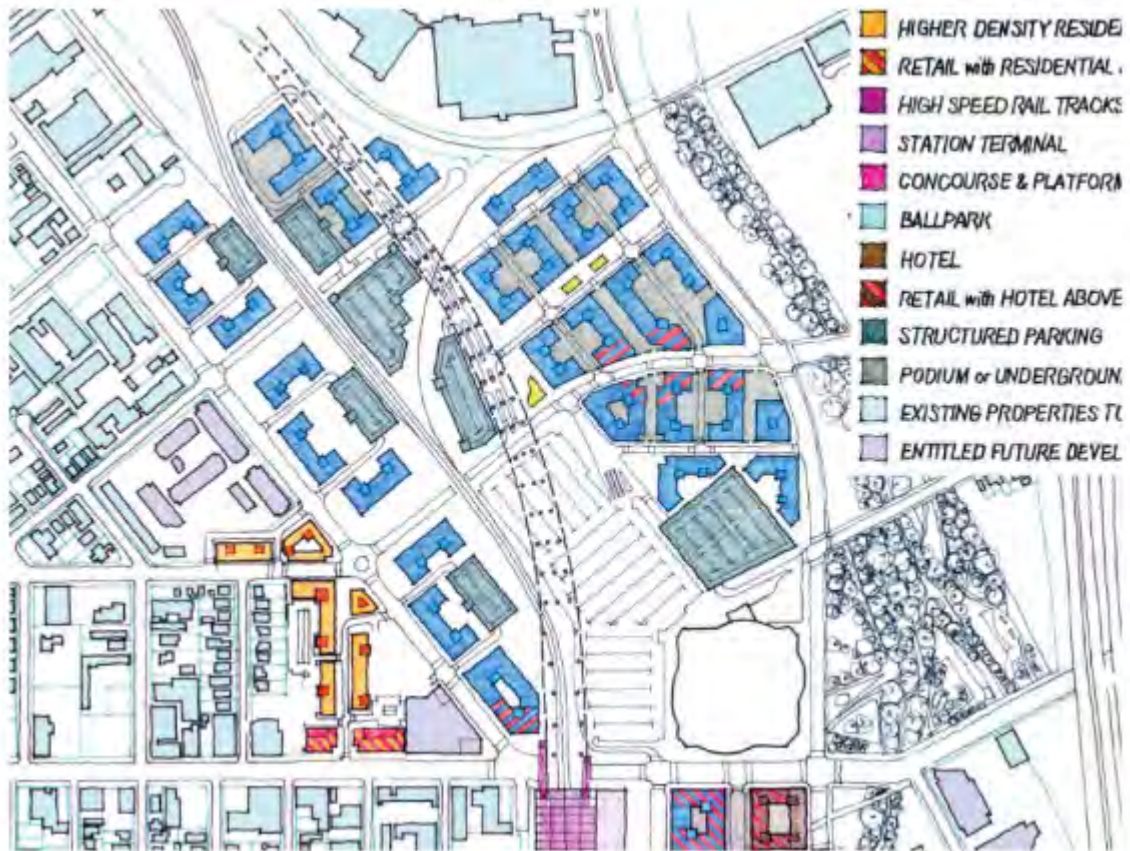 HIGHER DENSITY RESIDE
RETAIL with RESIDENTIAL
HIGH SPEED RAIL TRACKS
STATION TERMINAL
CONCOURSE & PLATFORM
BALLPARK
HOTEL
RETAIL with HOTEL ABOVE
STRUCTURED PARKING
PODIUM or UNDERGROUN
EXISTING PROPERTIES TO
ENTITLED FUTURE DEVEL